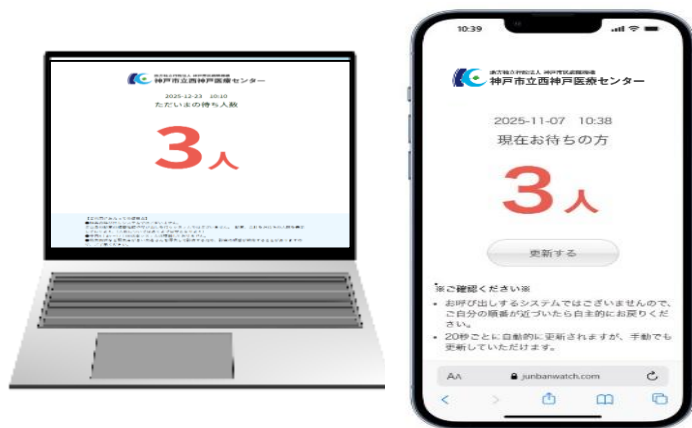 地方独立行政法人 神戸市民病院機構
神戸市立西神戸医療センター
2025-12-23 10:10
ただいまの待ち人数
3人
10:39
地方独立行政法人 神戸市民病院機構
神戸市立西神戸医療センター
2025-11-07 10:38
現在お待ちの方
3人
更新する
※ご確認ください※
• お呼び出しするシステムではございませんので、
ご自分の順番が近づいたら自主的にお戻りくだ
さい。
• 20秒ごとに自動的に更新されますが、手動でも
更新していただけます。
AA junbanwatch.com